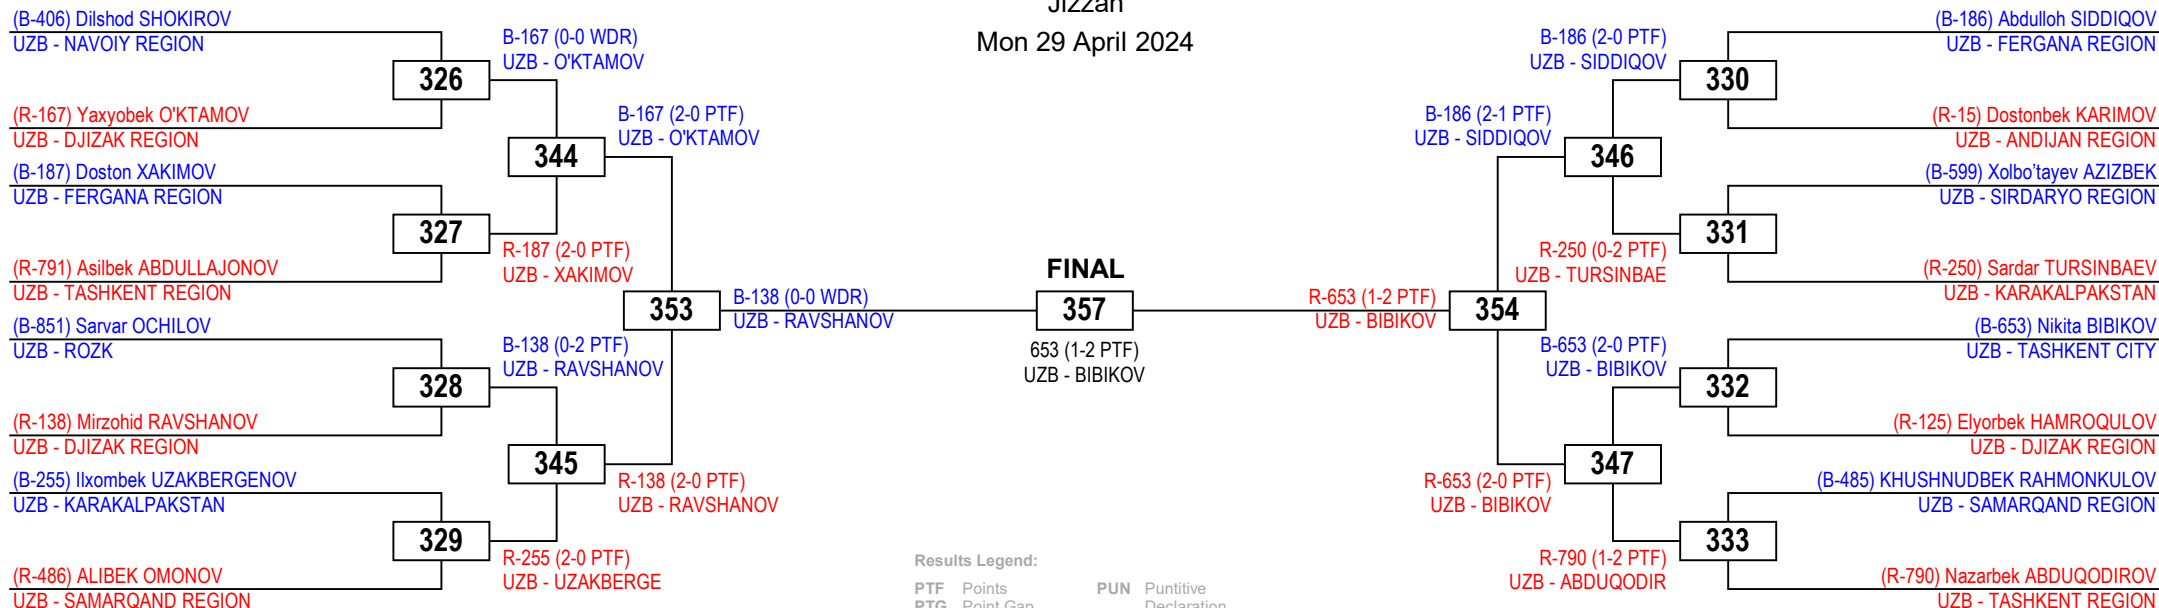 Jizzah
Mon 29 April 2024
(B-406) Dilshod SHOKIROV
UZB - NAVOIY REGION
326
(R-167) Yaxyobek O'KTAMOV
UZB - DJIZAK REGION
B-167 (0-0 WDR)
UZB - O'KTAMOV
344
(B-187) Doston XAKIMOV
UZB - FERGANA REGION
327
(R-791) Asilbek ABDULLAJONOV
UZB - TASHKENT REGION
R-187 (2-0 PTF)
UZB - XAKIMOV
B-167 (2-0 PTF)
UZB - O'KTAMOV
353
(B-851) Sarvar OCHILOV
UZB - ROZK
328
(R-138) Mirzohid RAVSHANOV
UZB - DJIZAK REGION
B-138 (0-2 PTF)
UZB - RAVSHANOV
345
(B-255) Ilxombek UZAKBERGENOV
UZB - KARAKALPAKSTAN
329
(R-486) ALIBEK OMONOV
UZB - SAMARQAND REGION
R-255 (2-0 PTF)
UZB - UZAKBERGE
R-138 (2-0 PTF)
UZB - RAVSHANOV
B-138 (0-0 WDR)
UZB - RAVSHANOV
FINAL
357
653 (1-2 PTF)
UZB - BIBIKOV
R-653 (1-2 PTF)
UZB - BIBIKOV
354
B-186 (2-1 PTF)
UZB - SIDDIQOV
346
B-186 (2-0 PTF)
UZB - SIDDIQOV
330
(B-186) Abdulloh SIDDIQOV
UZB - FERGANA REGION
(R-15) Dostonbek KARIMOV
UZB - ANDIJAN REGION
R-250 (0-2 PTF)
UZB - TURSINBAE
331
(B-599) Xolbo'tayev AZIZBEK
UZB - SIRDARYO REGION
(R-250) Sardar TURSINBAEV
UZB - KARAKALPAKSTAN
R-653 (2-0 PTF)
UZB - BIBIKOV
347
B-653 (2-0 PTF)
UZB - BIBIKOV
332
(B-653) Nikita BIBIKOV
UZB - TASHKENT CITY
(R-125) Elyorbek HAMROQULOV
UZB - DJIZAK REGION
R-790 (1-2 PTF)
UZB - ABDUQODIR
333
(B-485) KHUSHNUDBEK RAHMONKULOV
UZB - SAMARQAND REGION
(R-790) Nazarbek ABDUQODIROV
UZB - TASHKENT REGION
Results Legend:
PTF Points PUN Puntitive
PTG Point Gap Declaration